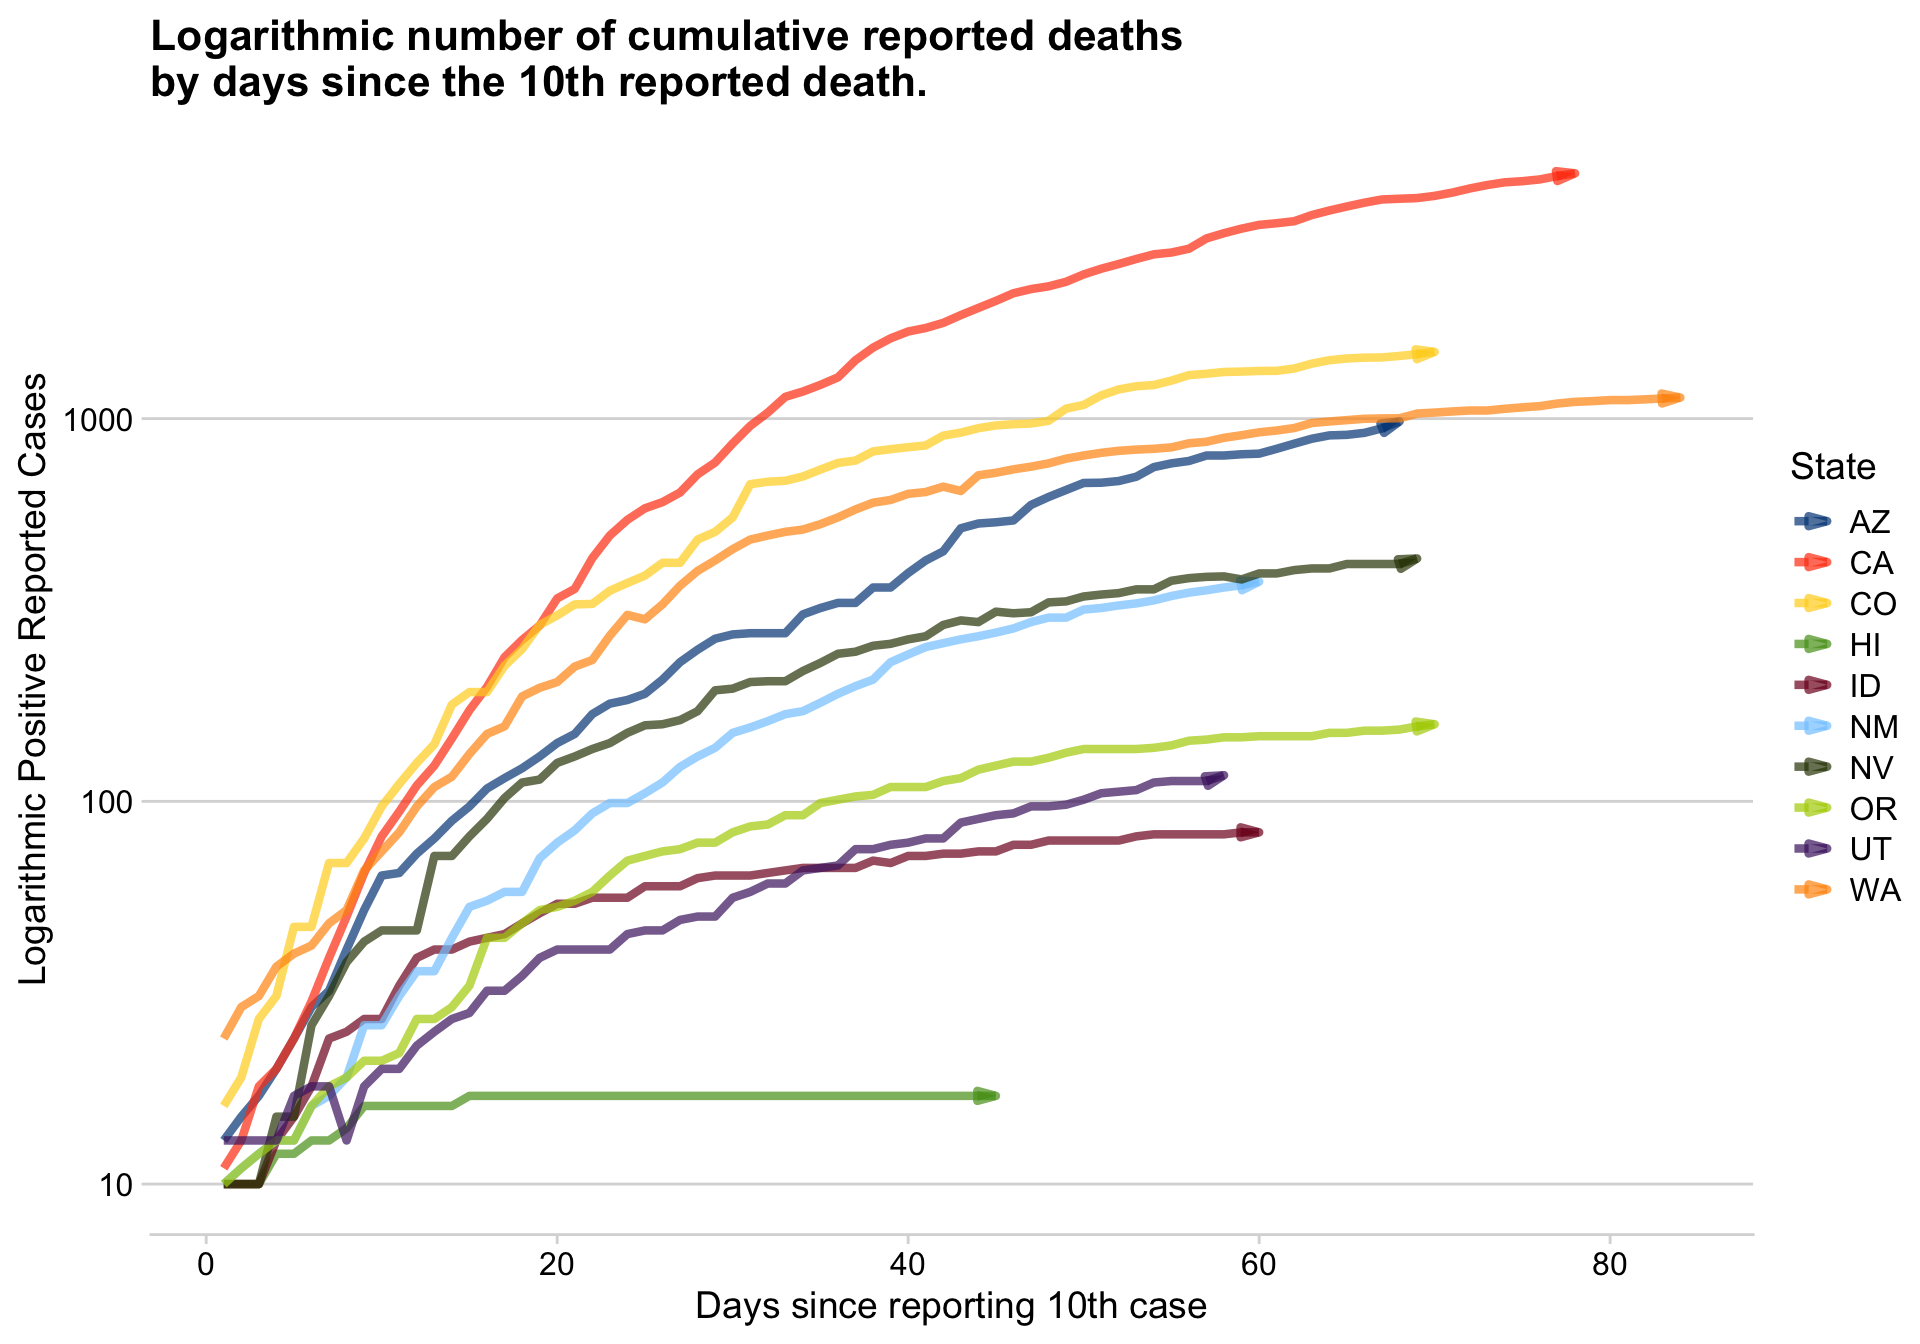 Logarithmic number of cumulative reported deaths
by days since the 10th reported death.
Logarithmic Positive Reported Cases
1000
100
10
0 20 40 60 80
Days since reporting 10th case
State
AZ
CA
CO
HI
ID
NM
NV
OR
UT
WA